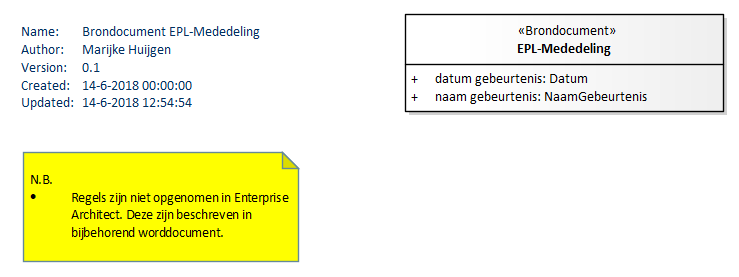 Name: Brondocument EPL-Mededeling
Author: Marijke Huijgen
Version: 0.1
Created: 14-6-2018 00:00:00
Updated: 14-6-2018 12:54:54
«Brondocument»
EPL-Mededeling
+ datum gebeurtenis: Datum
+ naam gebeurtenis: NaamGebeurtenis
N.B.
• Regels zijn niet opgenomen in Enterprise
Architect. Deze zijn beschreven in
bijbehorend worddocument.